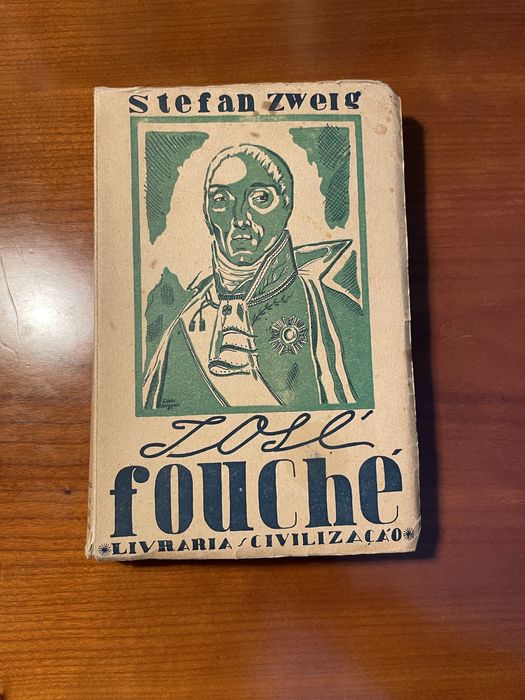 Stefan Zweig
José
fouché
LIVRARIA CIVILIZAÇÃO